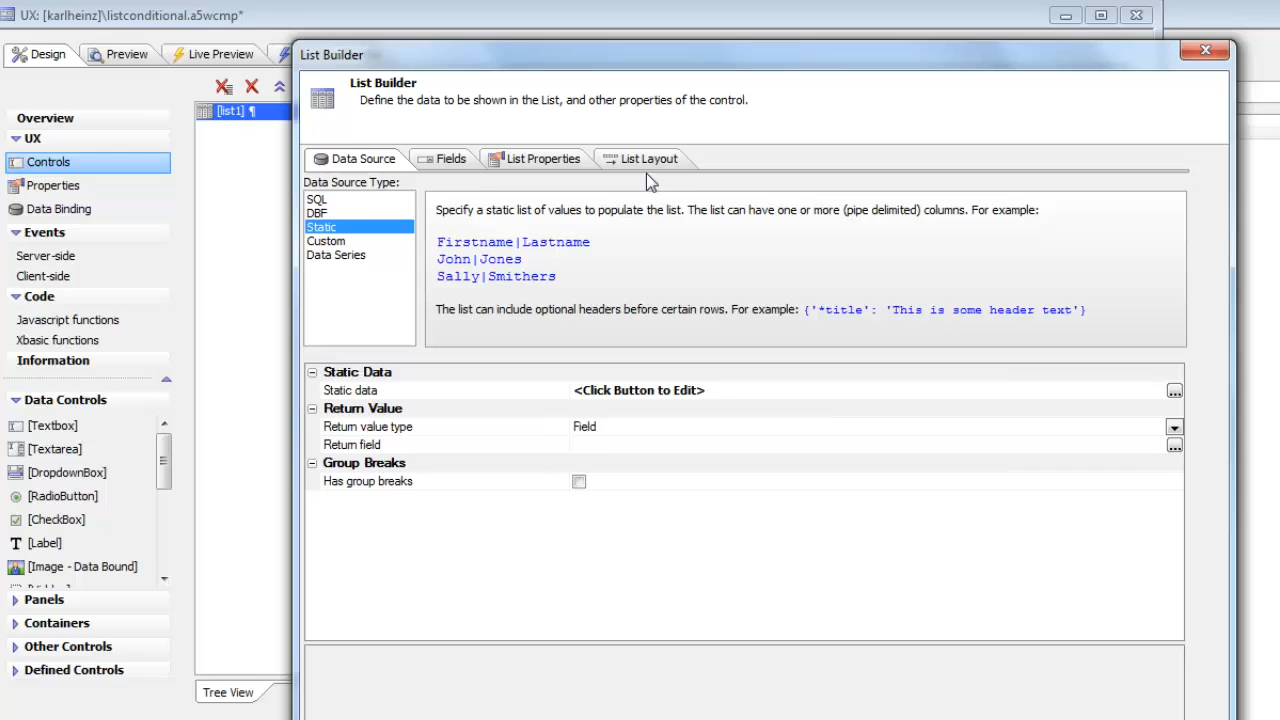 UX: [karlheinz]\listconditional.a5wcmp*
Design
Preview
Live Preview
[list1] ¶
Overview
UX
Controls
Properties
Data Binding
Events
Server-side
Client-side
Code
Javascript functions
Xbasic functions
Information
Data Controls
[Textbox]
[Textarea]
[DropdownBox]
[RadioButton]
[CheckBox]
[Label]
[Image - Data Bound]
Panels
Containers
Other Controls
Defined Controls
Tree View
List Builder
List Builder
Define the data to be shown in the List, and other properties of the control.
Data Source
Fields
List Properties
List Layout
Data Source Type:
SQL
DBF
Static
Custom
Data Series
Specify a static list of values to populate the list. The list can have one or more (pipe delimited) columns. For example:
Firstname|Lastname
John|Jones
Sally|Smithers
The list can include optional headers before certain rows. For example: {'*title': 'This is some header text'}
Static Data
Static data <Click Button to Edit>
Return Value
Return value type Field
Return field
Group Breaks
Has group breaks